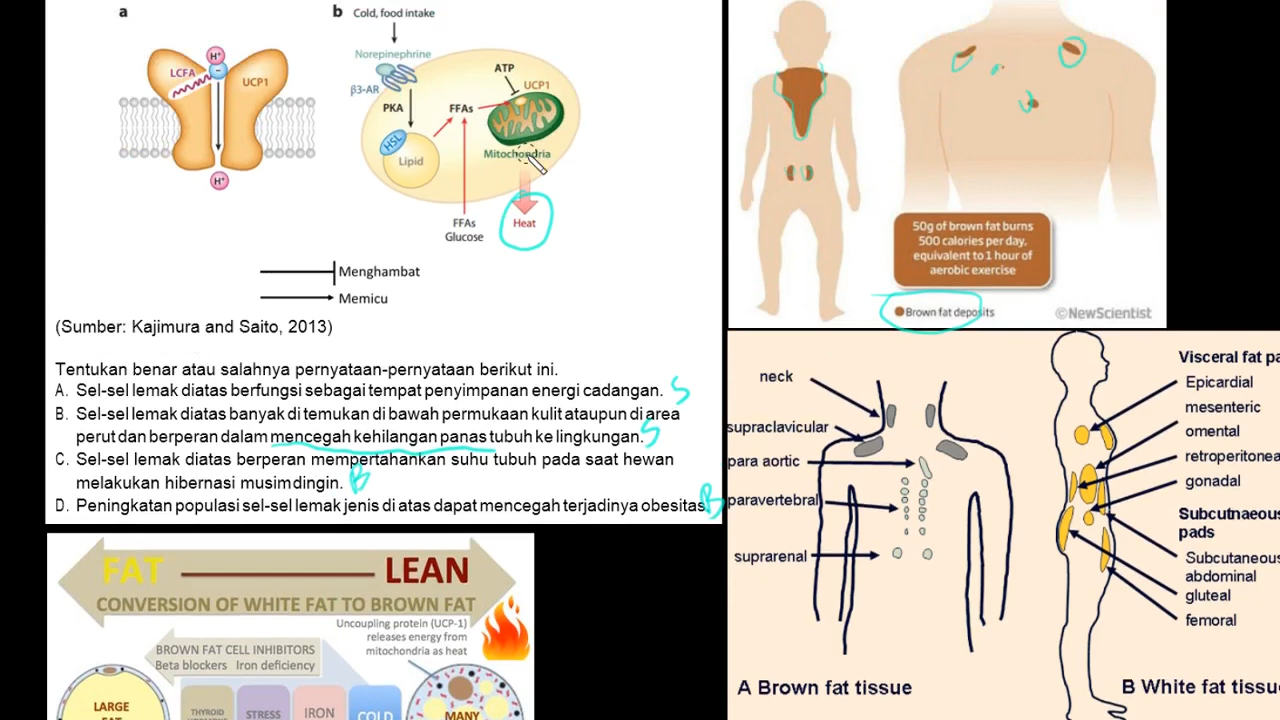 a
b
Cold, food intake
Norepinephrine
H+
LCFA
-
UCP1
H+
β3-AR
PKA
HSL
Lipid
FFAs
ATP
UCP1
Mitochondria
FFAs
Glucose
Heat
Menghambat
Memicu
(Sumber: Kajimura and Saito, 2013)
Tentukan benar atau salahnya pernyataan-pernyataan berikut ini.
A. Sel-sel lemak diatas berfungsi sebagai tempat penyimpanan energi cadangan. S
B. Sel-sel lemak diatas banyak di temukan di bawah permukaan kulit ataupun di area
perut dan berperan dalam mencegah kehilangan panas tubuh ke lingkungan. S
C. Sel-sel lemak diatas berperan mempertahankan suhu tubuh pada saat hewan
melakukan hibernasi musim dingin. B
D. Peningkatan populasi sel-sel lemak jenis di atas dapat mencegah terjadinya obesitas B
FAT
LEAN
CONVERSION OF WHITE FAT TO BROWN FAT
Uncoupling protein (UCP-1)
releases energy from
mitochondria as heat
BROWN FAT CELL INHIBITORS
Beta blockers Iron deficiency
LARGE
THYROID
STRESS
IRON
COLD
MANY
50g of brown fat burns
500 calories per day,
equivalent to 1 hour of
aerobic exercise
Brown fat deposits
©NewScientist
neck
supraclavicular
para aortic
paravertebral
suprarenal
A Brown fat tissue
Visceral fat pa
Epicardial
mesenteric
omental
retroperitonea
gonadal
Subcutnaeous
pads
Subcutaneous
abdominal
gluteal
femoral
B White fat tissu